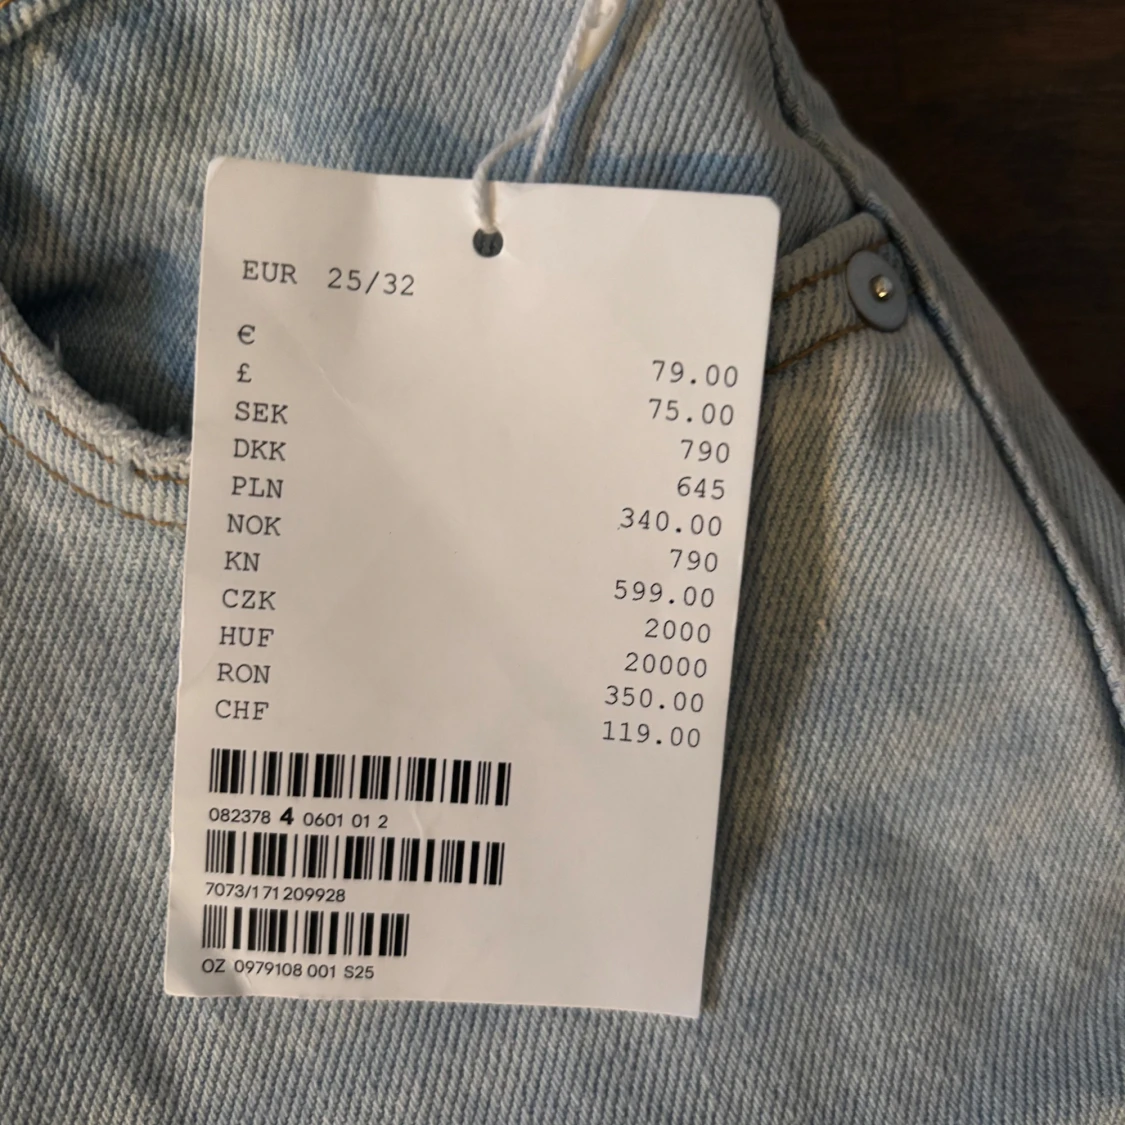 EUR 25/32
€ 79.00
£ 75.00
SEK 790
DKK 645
PLN 340.00
NOK 790
KN 599.00
CZK 2000
HUF 20000
RON 350.00
CHF 119.00
082378 4 0601 01 2
7073/171209928
OZ 0979108 001 S25